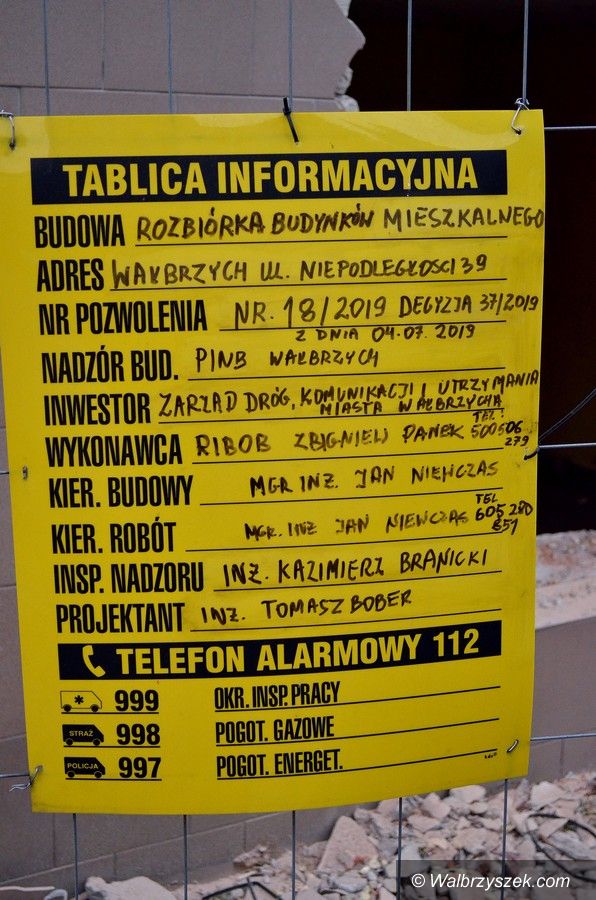 TABLICA INFORMACYJNA
BUDOWA ROZBIÓRKA BUDYNKÓW MIESZKALNEGO
ADRES WAŁBRZYCH UL. NIEPODLEGŁOSCI 39
NR POZWOLENIA NR. 18/2019 DECYZJA 37/2019
Z DNIA 04.07.2019
NADZÓR BUD. PINB WAŁBRZYCH
INWESTOR ZARZĄD DRÓG, KOMUNIKACJI I UTRZYMANIA
MIASTA WAŁBRZYCHA
WYKONAWCA RIBOB ZBIGNIEW PANEK TEL: 500506
279
KIER. BUDOWY MGR INŻ. JAN NIEWCZAS
KIER. ROBÓT MGR. INŻ JAN NIEWCZAS TEL 605 280
851
INSP. NADZORU INŻ. KAZIMIERZ BRANICKI
PROJEKTANT INŻ. TOMASZ BOBER
TELEFON ALARMOWY 112
999 OKR. INSP. PRACY
STRAŻ 998 POGOT. GAZOWE
POLICJA 997 POGOT. ENERGET.
© Walbrzyszek.com